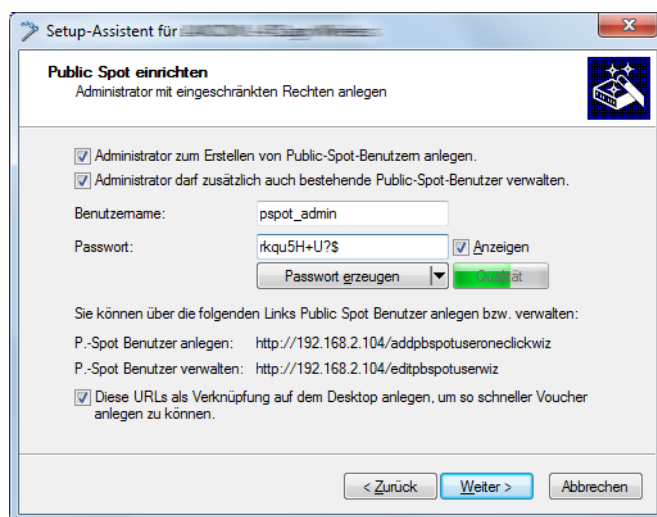 Setup-Assistent für
Public Spot einrichten
Administrator mit eingeschränkten Rechten anlegen
Administrator zum Erstellen von Public-Spot-Benutzern anlegen.
Administrator darf zusätzlich auch bestehende Public-Spot-Benutzer verwalten.
Benutzername: pspot_admin
Passwort: rkqu5H+U?$ Anzeigen
Passwort erzeugen Qualität
Sie können über die folgenden Links Public Spot Benutzer anlegen bzw. verwalten:
P.-Spot Benutzer anlegen: http://192.168.2.104/addpbspotuseroneclickwiz
P.-Spot Benutzer verwalten: http://192.168.2.104/editpbspotuserwiz
Diese URLs als Verknüpfung auf dem Desktop anlegen, um so schneller Voucher
anlegen zu können.
< Zurück Weiter > Abbrechen